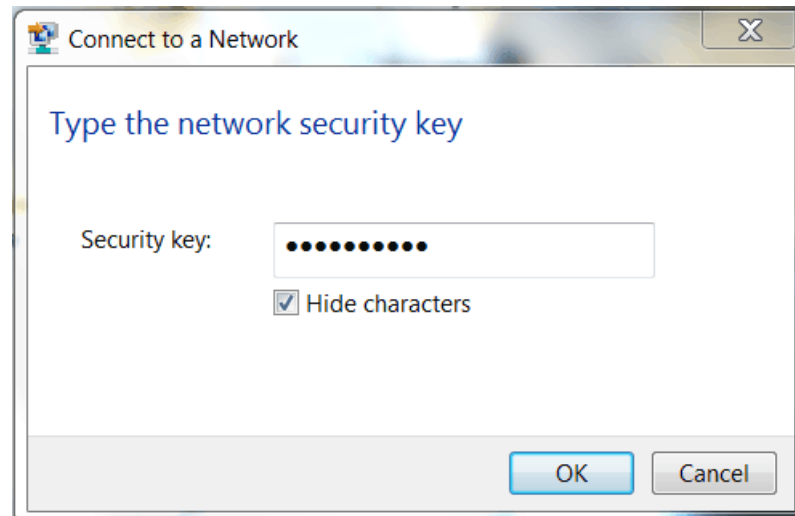 Connect to a Network
Type the network security key
Security key: ●●●●●●●●●●
Hide characters
OK Cancel